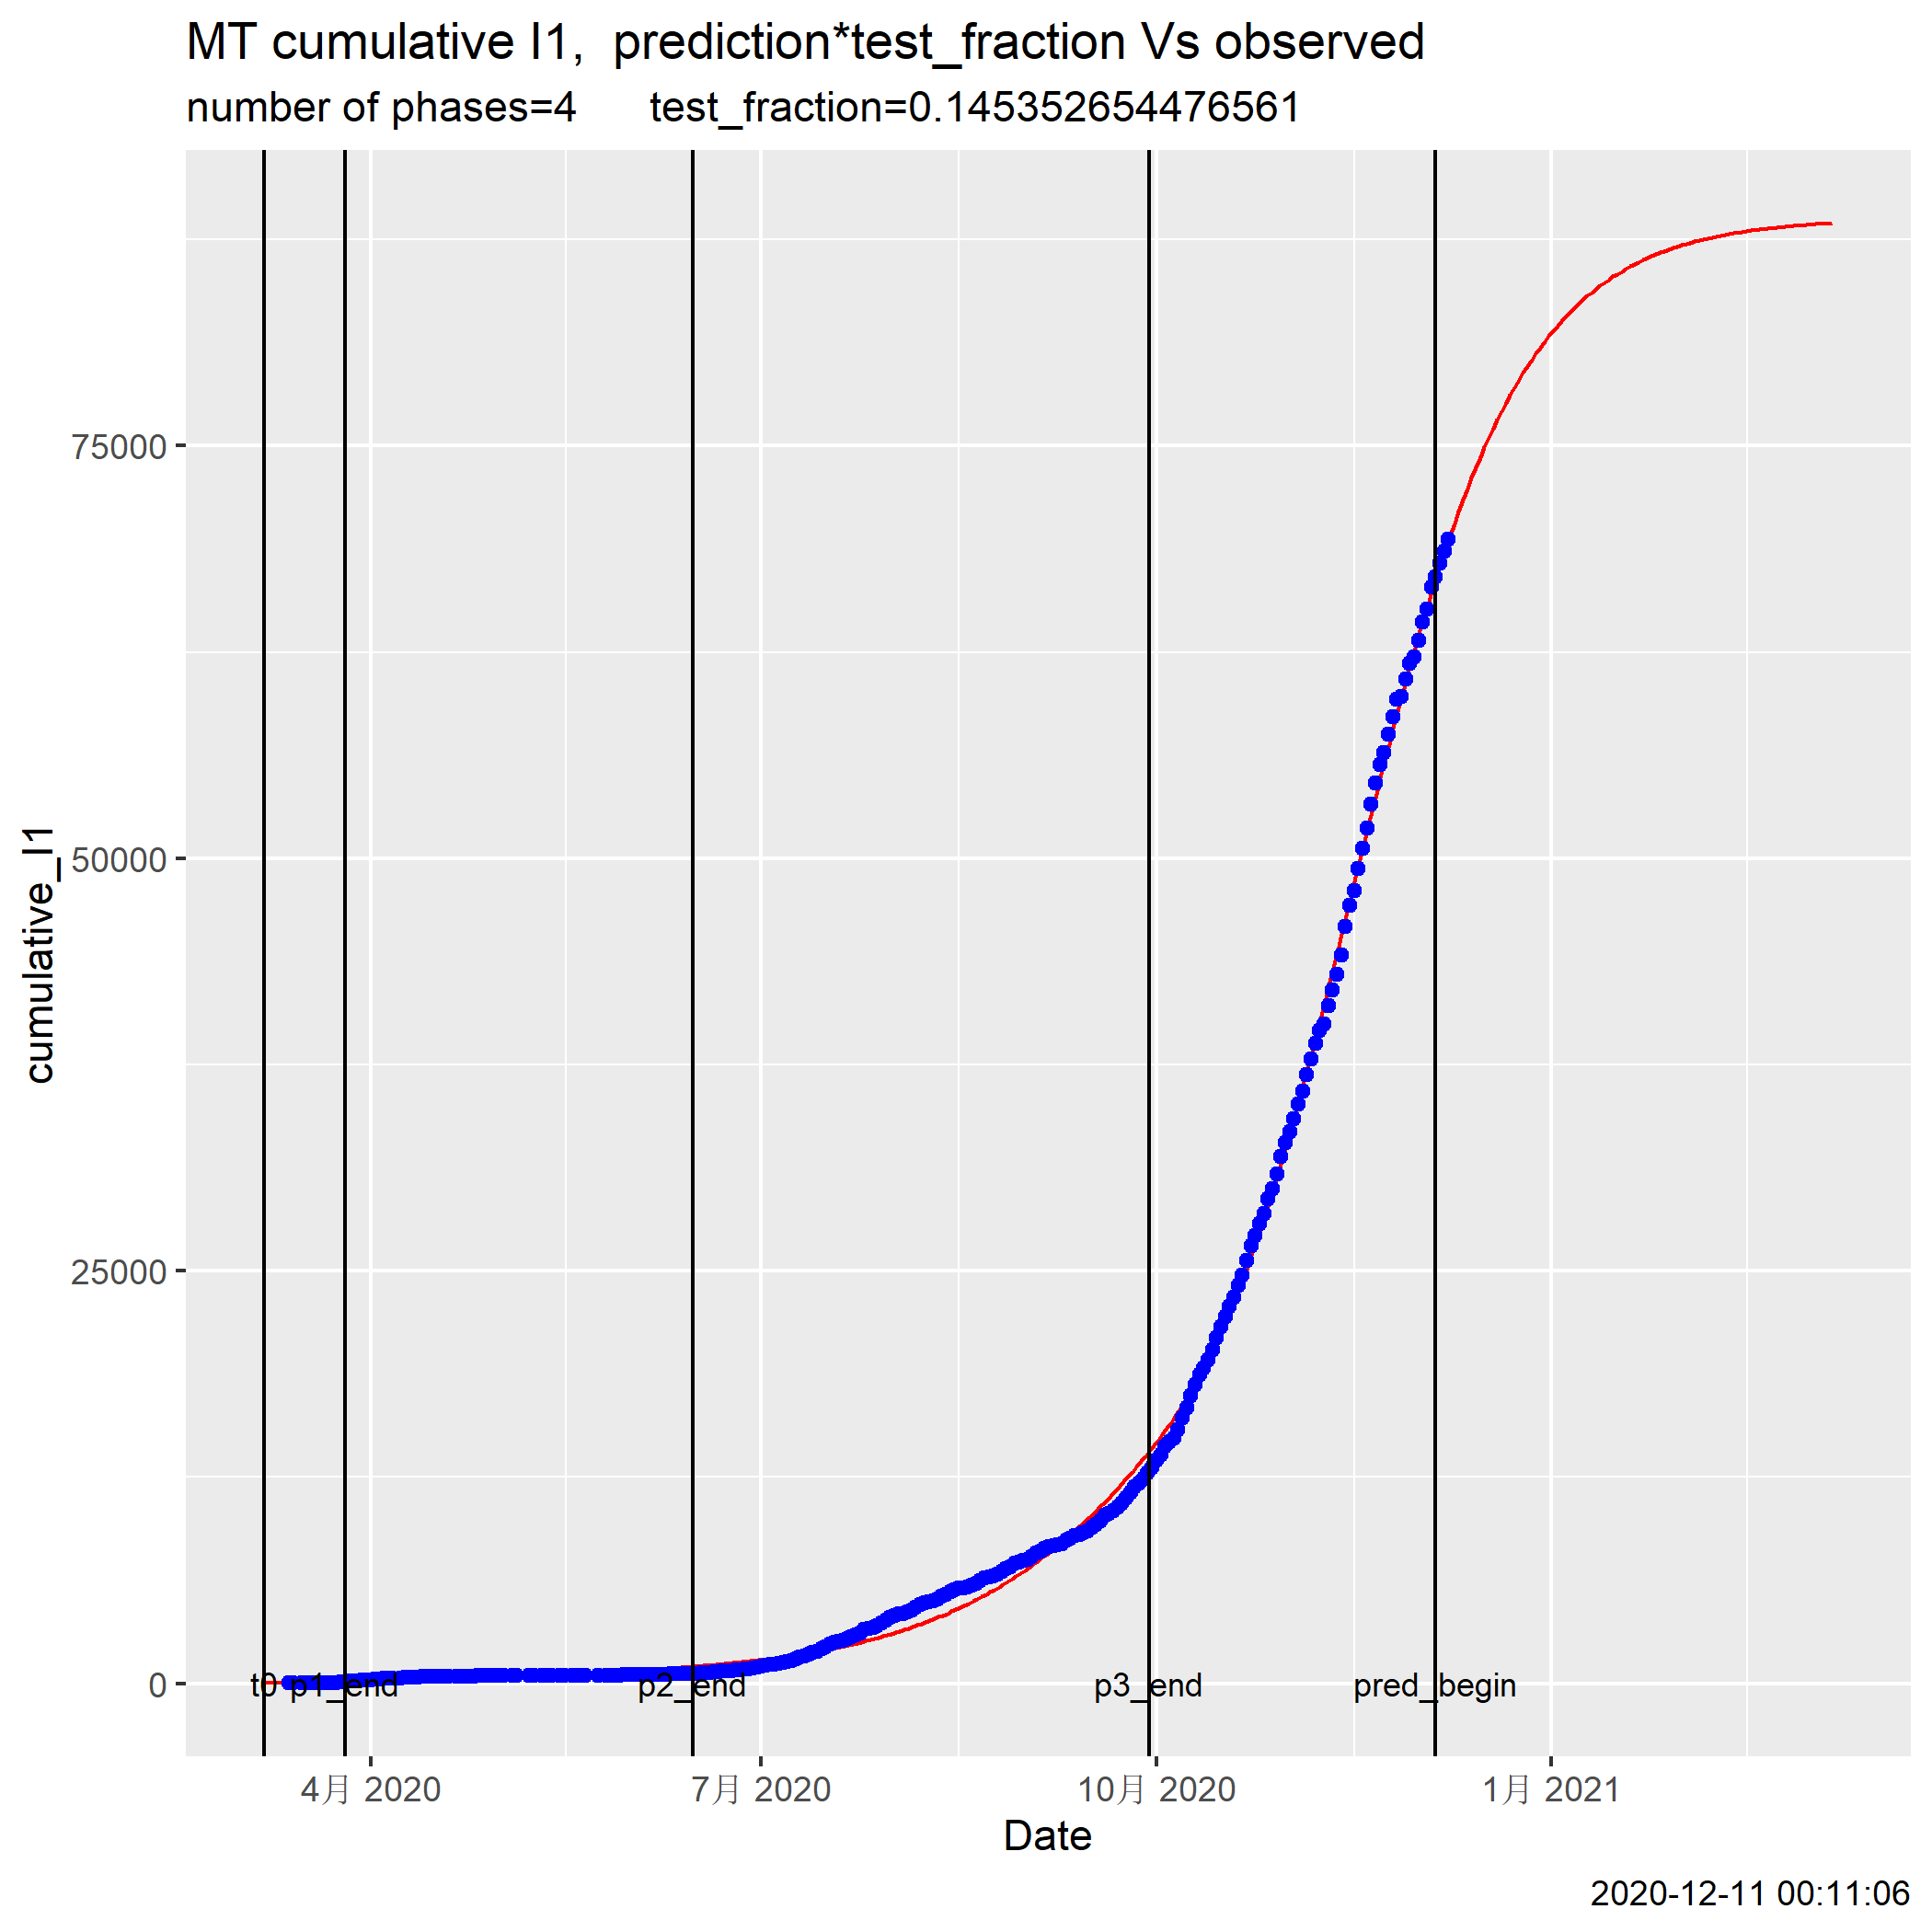 MT cumulative I1,  prediction*test_fraction Vs observed
number of phases=4      test_fraction=0.145352654476561
cumulative_I1
75000
50000
25000
0
t0 p1_end p2_end p3_end pred_begin
4月 2020 7月 2020 10月 2020 1月 2021
Date
2020-12-11 00:11:06